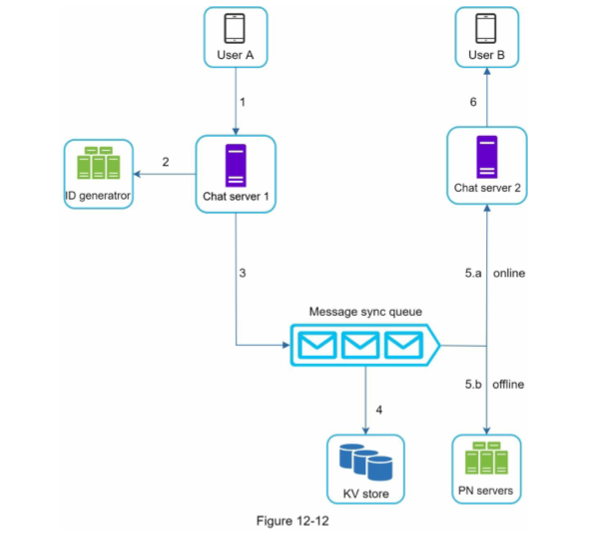 User A
User B
1
6
2
ID generatror
Chat server 1
Chat server 2
3
5.a online
Message sync queue
5.b offline
4
KV store
PN servers
Figure 12-12